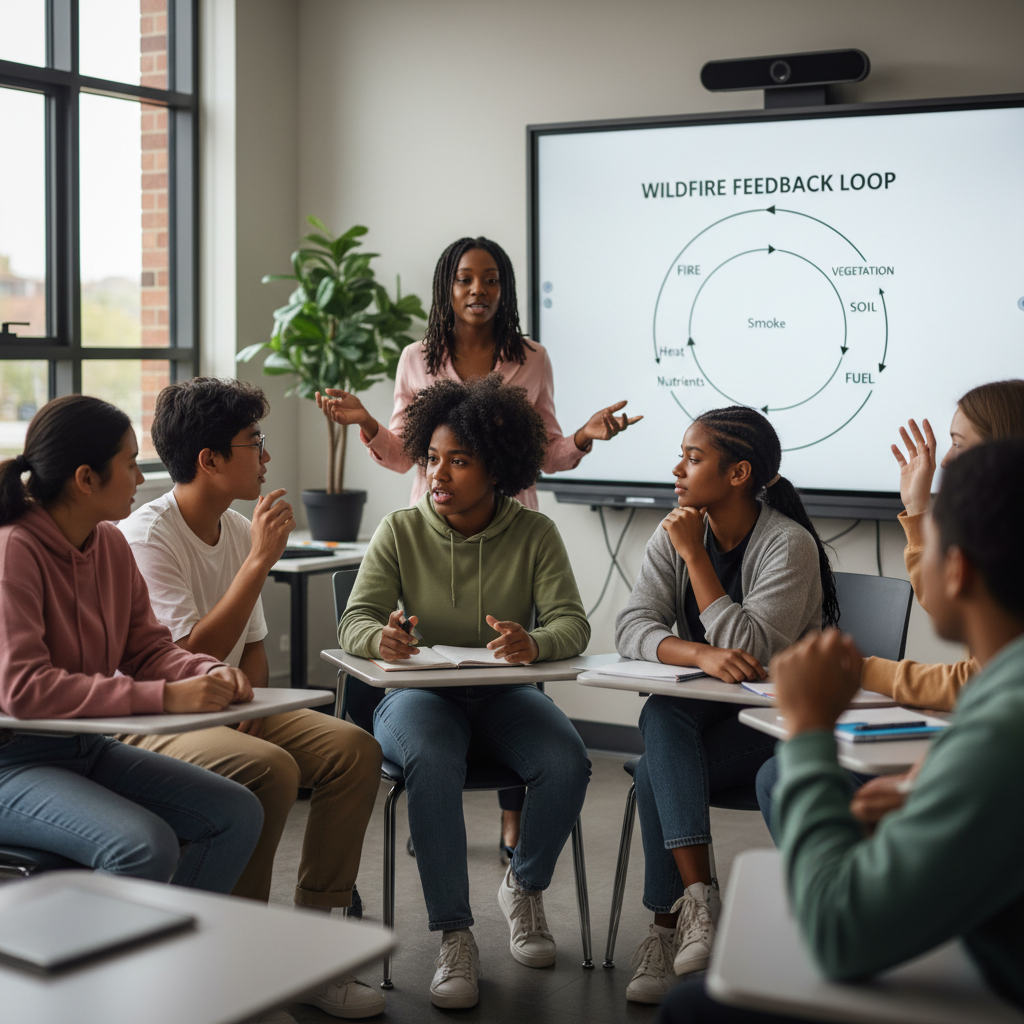 WILDFIRE FEEDBACK LOOP
FIRE
VEGETATION
SOIL
Smoke
Heat
Nutrients
FUEL